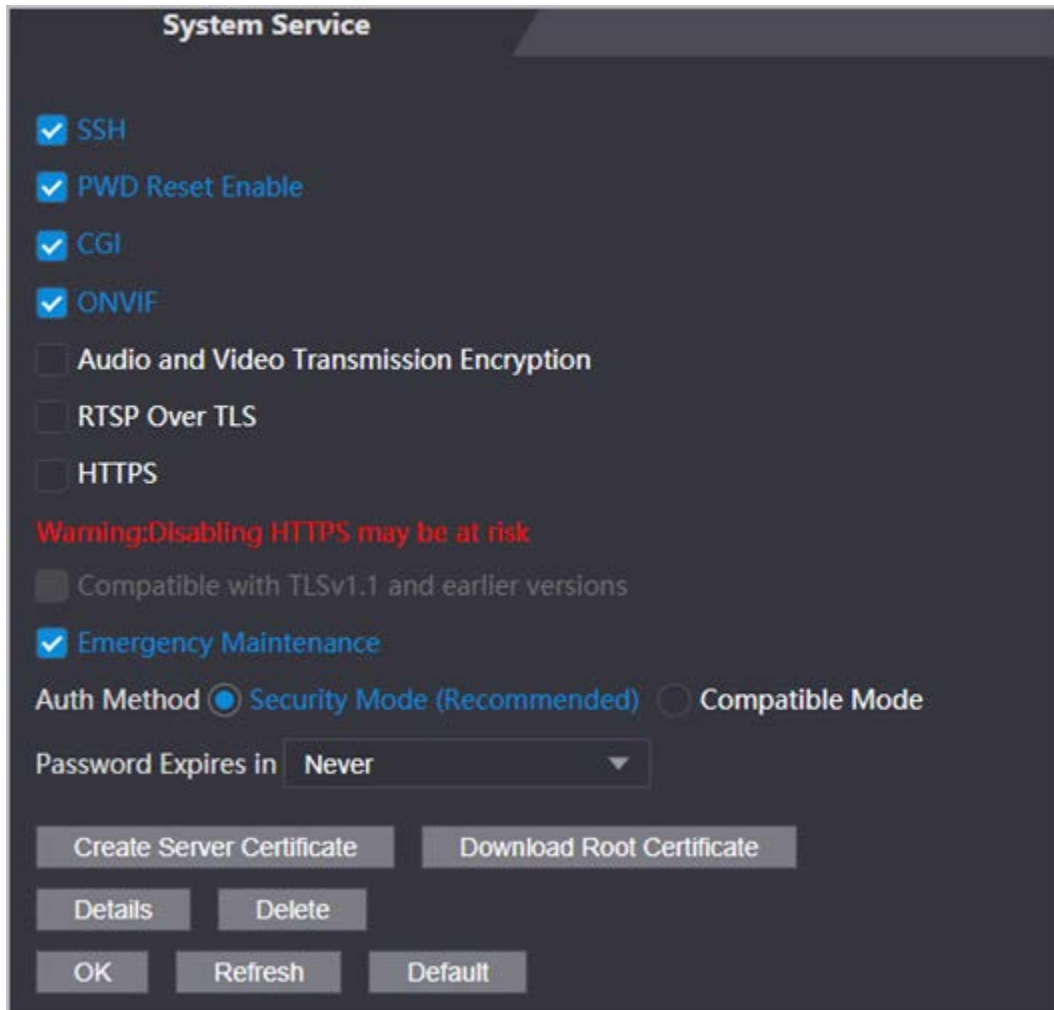 System Service
SSH
PWD Reset Enable
CGI
ONVIF
Audio and Video Transmission Encryption
RTSP Over TLS
HTTPS
Warning:Disabling HTTPS may be at risk
Compatible with TLSv1.1 and earlier versions
Emergency Maintenance
Auth Method Security Mode (Recommended) Compatible Mode
Password Expires in Never
Create Server Certificate Download Root Certificate
Details Delete
OK Refresh Default